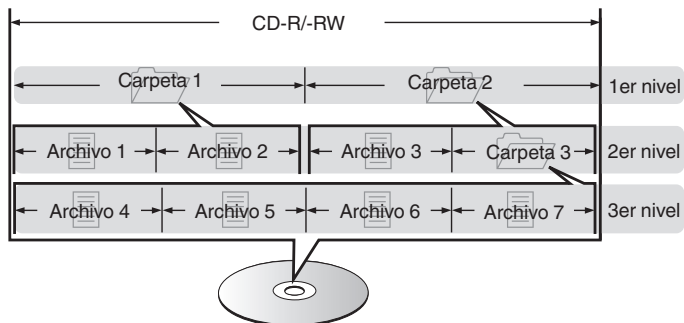 CD-R/-RW
Carpeta 1 Carpeta 2 1er nivel
Archivo 1 Archivo 2 Archivo 3 Carpeta 3 2er nivel
Archivo 4 Archivo 5 Archivo 6 Archivo 7 3er nivel